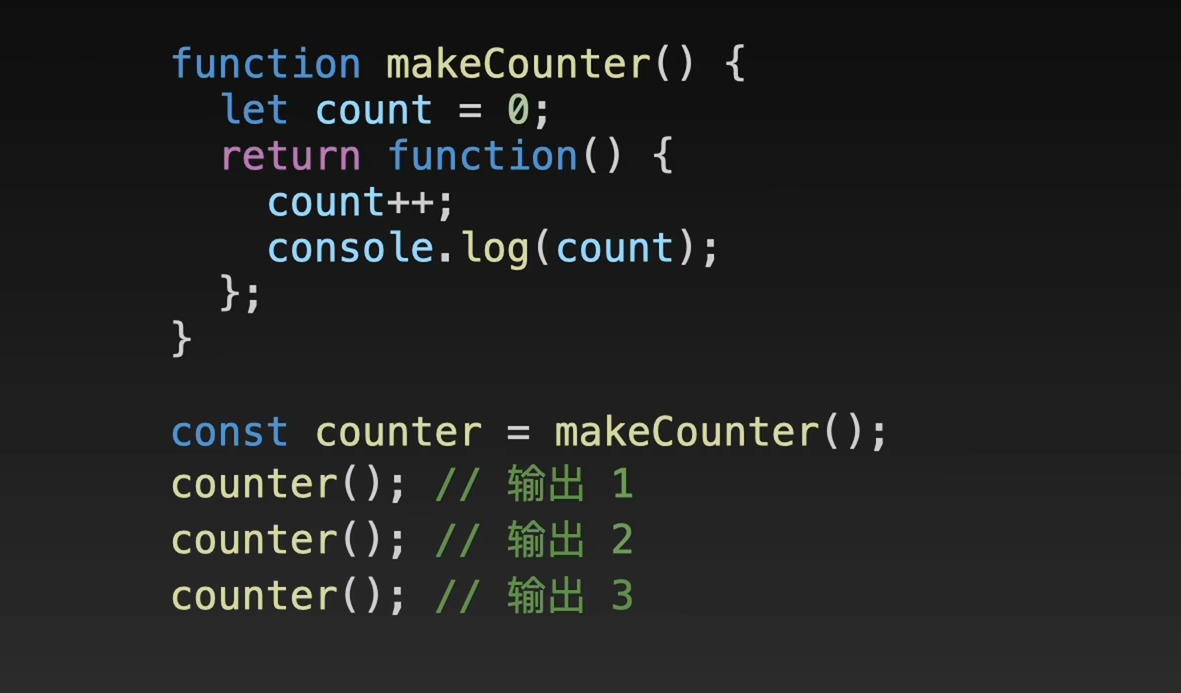 function makeCounter() {
  let count = 0;
  return function() {
    count++;
    console.log(count);
  };
}

const counter = makeCounter();
counter(); // 输出 1
counter(); // 输出 2
counter(); // 输出 3